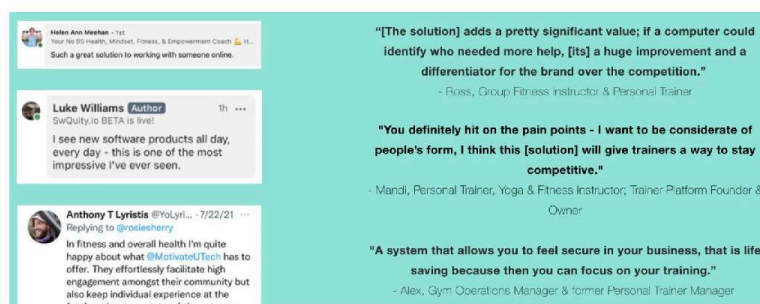 Helen Ann Meehan - 1st
Your No BS Health, Mindset, Fitness, & Empowerment Coach 💪 H...
Such a great solution to working with someone online.
Luke Williams Author 1h ...
SwQuity.io BETA is live!
I see new software products all day,
every day - this is one of the most
impressive I've ever seen.
Anthony T Lyristis @YoLyri... · 7/22/21 ...
Replying to @rosiesherry
In fitness and overall health I'm quite
happy about what @MotivateUTech has to
offer. They effortlessly facilitate high
engagement amongst their community but
also keep individual experience at the
"[The solution] adds a pretty significant value; if a computer could
identify who needed more help, [its] a huge improvement and a
differentiator for the brand over the competition."
- Ross, Group Fitness Instructor & Personal Trainer
"You definitely hit on the pain points - I want to be considerate of
people's form, I think this [solution] will give trainers a way to stay
competitive."
- Mandi, Personal Trainer, Yoga & Fitness Instructor; Trainer Platform Founder &
Owner
"A system that allows you to feel secure in your business, that is life
saving because then you can focus on your training."
- Alex, Gym Operations Manager & former Personal Trainer Manager